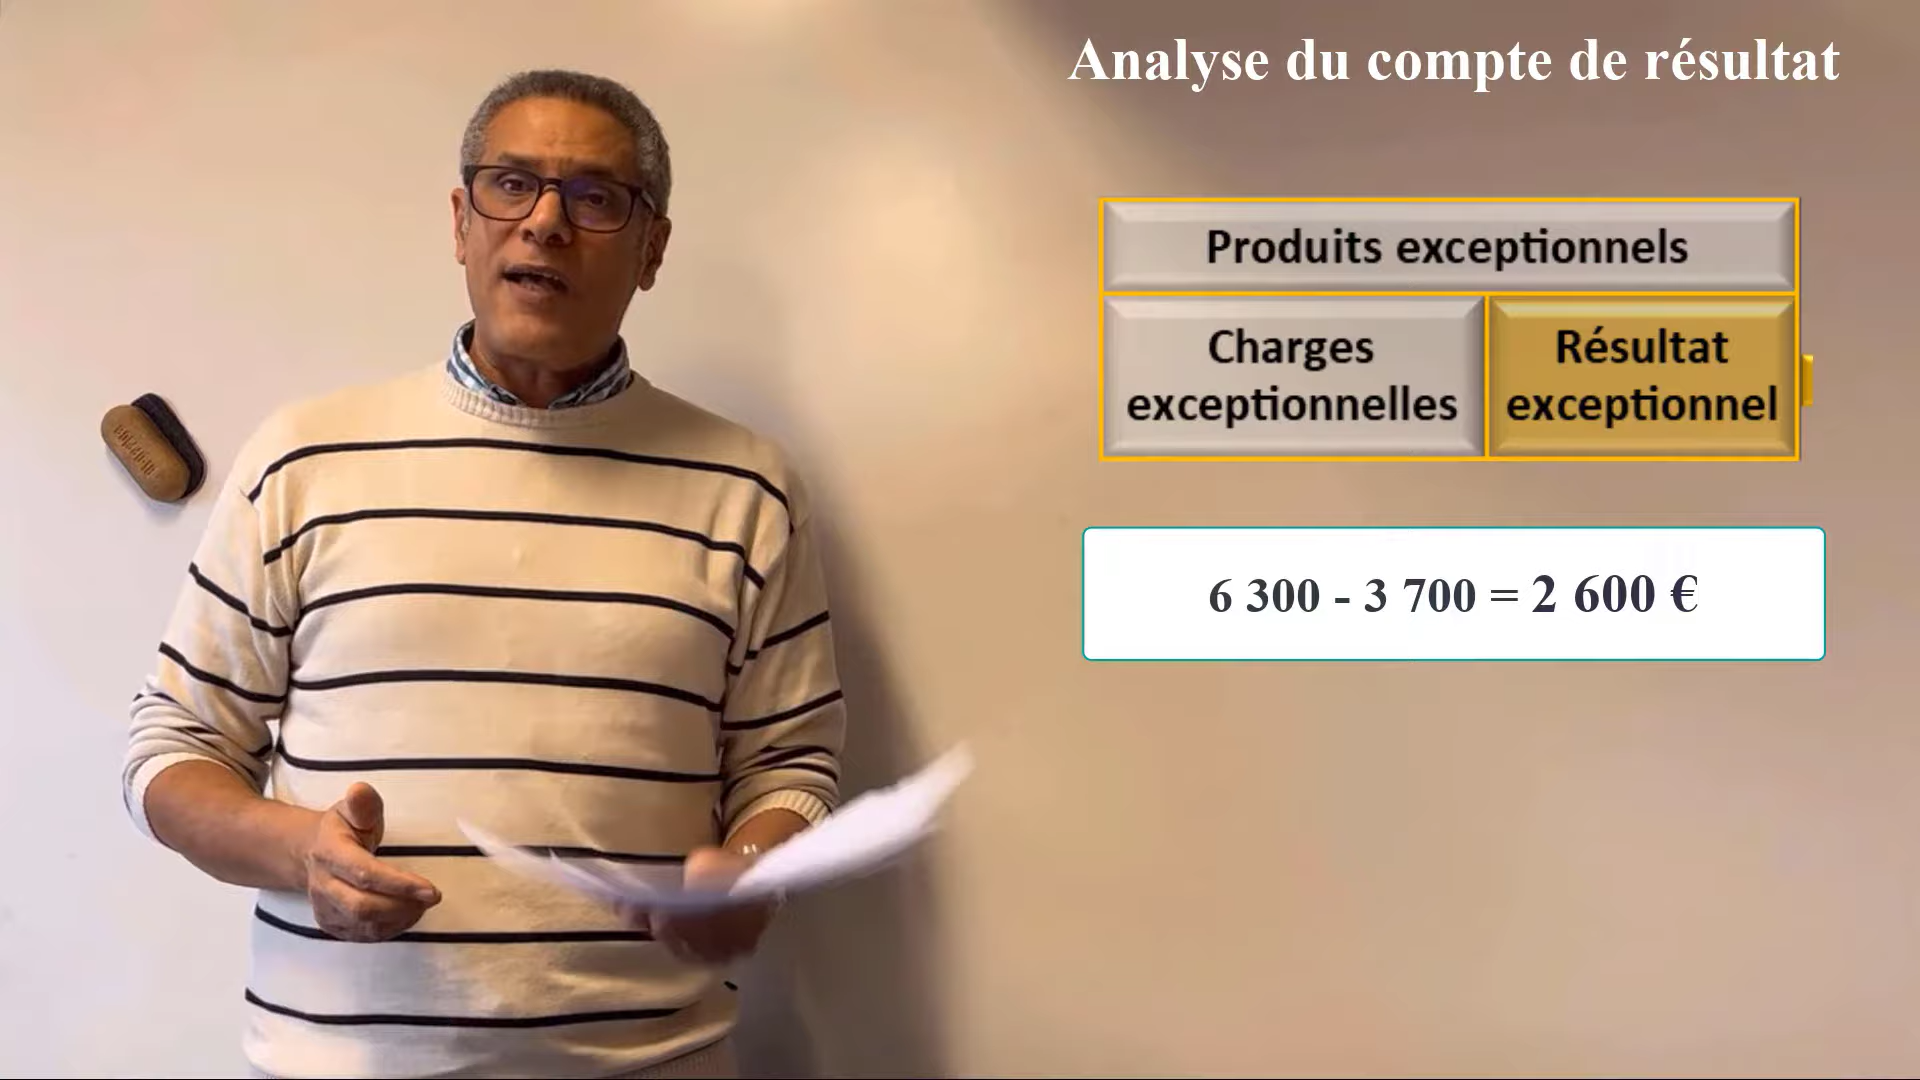 Analyse du compte de résultat
Produits exceptionnels
Charges
exceptionnelles
Résultat
exceptionnel
6 300 - 3 700 = 2 600 €